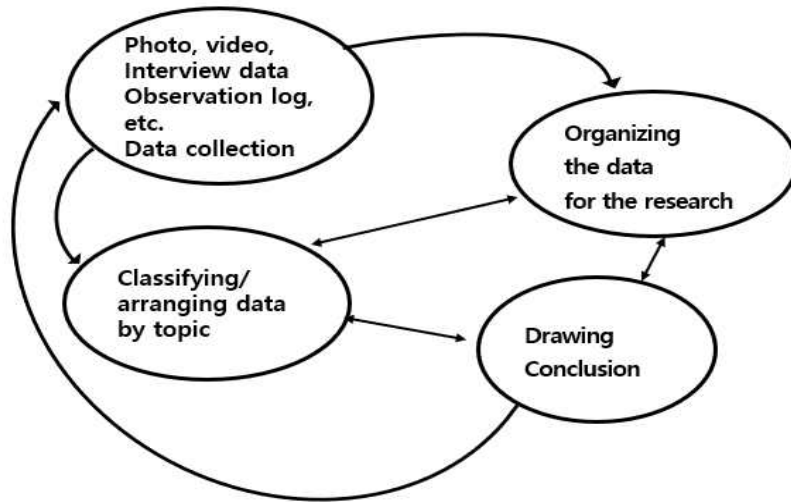 Photo, video,
Interview data
Observation log,
etc.
Data collection
Organizing
the data
for the research
Classifying/
arranging data
by topic
Drawing
Conclusion